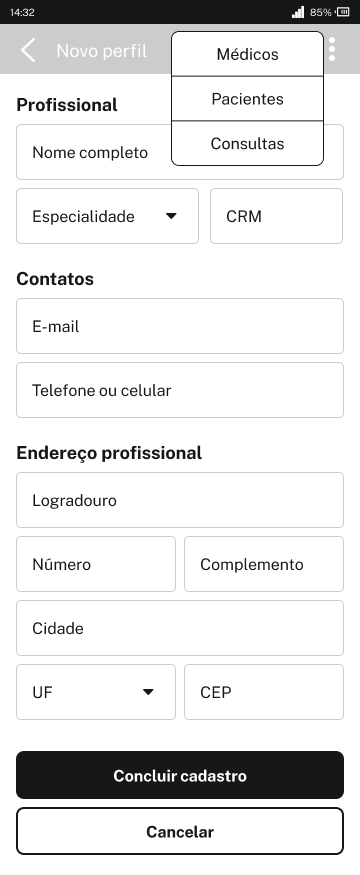 14:32 85%
Novo perfil
Médicos
Pacientes
Consultas
Profissional
Nome completo
Especialidade CRM
Contatos
E-mail
Telefone ou celular
Endereço profissional
Logradouro
Número Complemento
Cidade
UF CEP
Concluir cadastro
Cancelar